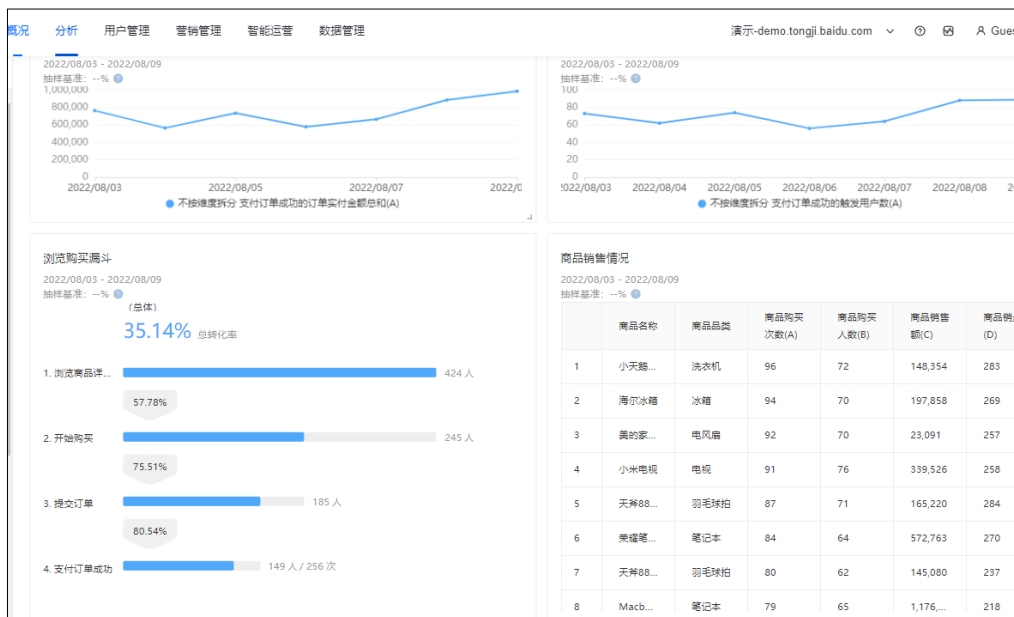 概况 分析 用户管理 营销管理 智能运营 数据管理 演示-demo.tongji.baidu.com Gues
2022/08/03 - 2022/08/09
抽样基准：--%
1,000,000
800,000
600,000
400,000
200,000
0
2022/08/03 2022/08/05 2022/08/07 2022/0
不按维度拆分 支付订单成功的订单实付金额总和(A)
2022/08/03 - 2022/08/09
抽样基准：--%
100
80
60
40
20
0
2022/08/03 2022/08/04 2022/08/05 2022/08/06 2022/08/07 2022/08/08 2
不按维度拆分 支付订单成功的触发用户数(A)
浏览购买漏斗
2022/08/03 - 2022/08/09
抽样基准：--%
(总体)
35.14% 总转化率
1. 浏览商品详... 424 人
57.78%
2. 开始购买 245 人
75.51%
3. 提交订单 185 人
80.54%
4. 支付订单成功 149 人 / 256 次
商品销售情况
2022/08/03 - 2022/08/09
抽样基准：--%
商品名称 商品品类 商品购买次数(A) 商品购买人数(B) 商品销售额(C) 商品销(D)
1 小天鹅... 洗衣机 96 72 148,354 283
2 海尔冰箱 冰箱 94 70 197,858 269
3 美的家... 电风扇 92 70 23,091 257
4 小米电视 电视 91 76 339,526 258
5 天斧88... 羽毛球拍 87 71 165,220 284
6 荣耀笔... 笔记本 84 64 572,763 270
7 天斧88... 羽毛球拍 80 62 145,080 237
8 Macb... 笔记本 79 65 1,176,... 218